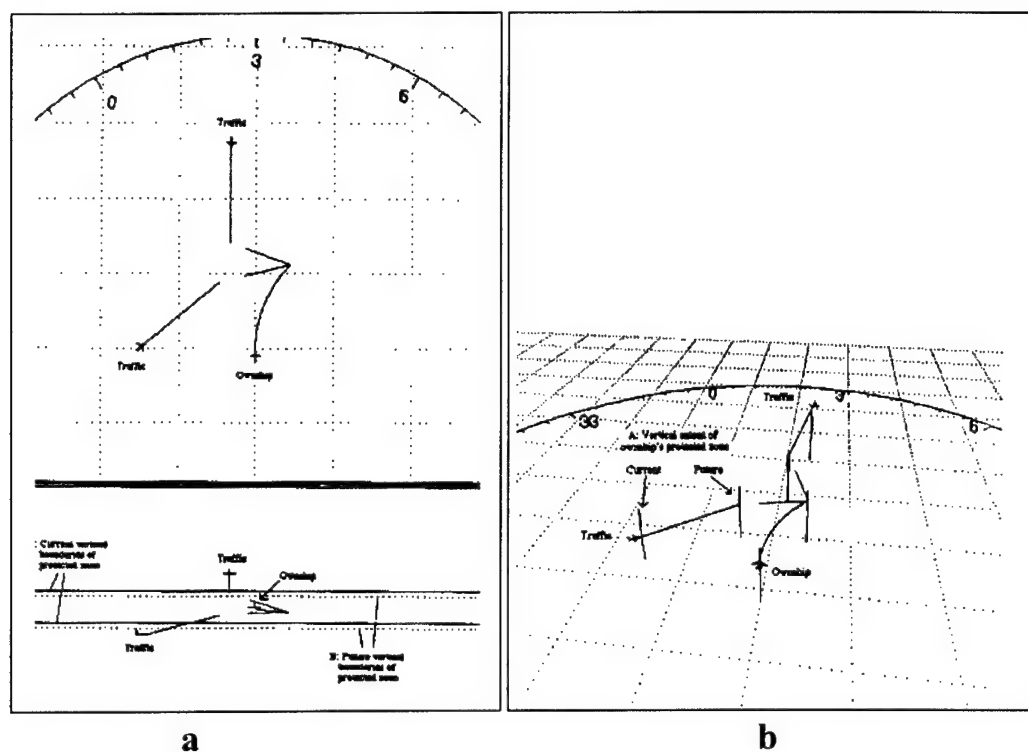 0
3
6
Traffic
Traffic
Ownship
Current vertical
boundaries of
protected zone
Traffic
Ownship
Traffic
B: Future vertical
boundaries of
protected zone
a
33
0
3
6
Traffic
A: Vertical extent of
ownship's protected zone
Current
Future
Traffic
Ownship
b